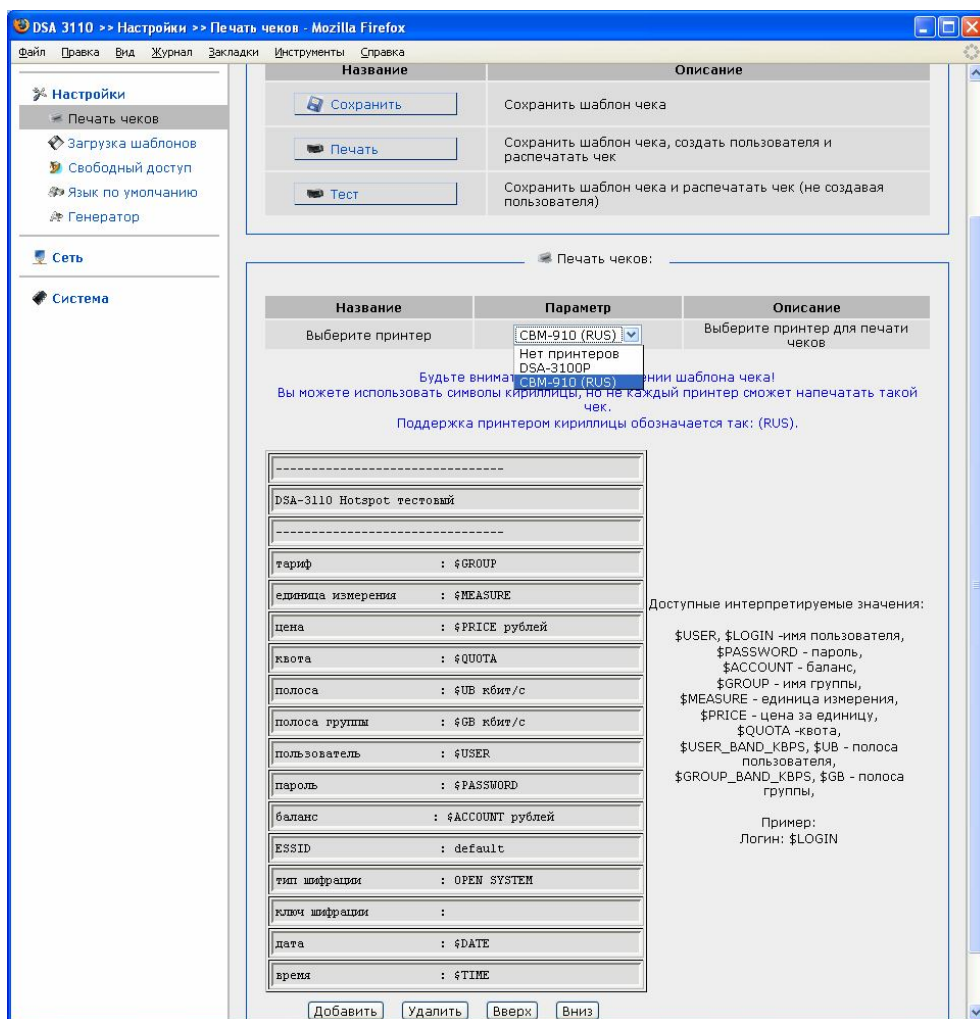 DSA 3110 >> Настройки >> Печать чеков - Mozilla Firefox
Файл Правка Вид Журнал Закладки Инструменты Справка
Настройки
Печать чеков
Загрузка шаблонов
Свободный доступ
Язык по умолчанию
Генератор
Сеть
Система
Название Описание
Сохранить Сохранить шаблон чека
Печать Сохранить шаблон чека, создать пользователя и
распечатать чек
Тест Сохранить шаблон чека и распечатать чек (не создавая
пользователя)
Печать чеков:
Название Параметр Описание
Выберите принтер CBM-910 (RUS) Выберите принтер для печати
чеков
Нет принтеров
DSA-3100P
CBM-910 (RUS)
Будьте внимат нии шаблона чека!
Вы можете использовать символы кириллицы, но не каждый принтер сможет напечатать такой
чек.
Поддержка принтером кириллицы обозначается так: (RUS).
--------------------------------
DSA-3110 Hotspot тестовый
--------------------------------
тариф : $GROUP
единица измерения : $MEASURE
цена : $PRICE рублей
квота : $QUOTA
полоса : $UB кбит/с
полоса группы : $GB кбит/с
пользователь : $USER
пароль : $PASSWORD
баланс : $ACCOUNT рублей
ESSID : default
тип шифрации : OPEN SYSTEM
ключ шифрации :
дата : $DATE
время : $TIME
Доступные интерпретируемые значения:
$USER, $LOGIN -имя пользователя,
$PASSWORD - пароль,
$ACCOUNT - баланс,
$GROUP - имя группы,
$MEASURE - единица измерения,
$PRICE - цена за единицу,
$QUOTA -квота,
$USER_BAND_KBPS, $UB - полоса
пользователя,
$GROUP_BAND_KBPS, $GB - полоса
группы,
Пример:
Логин: $LOGIN
Добавить Удалить Вверх Вниз